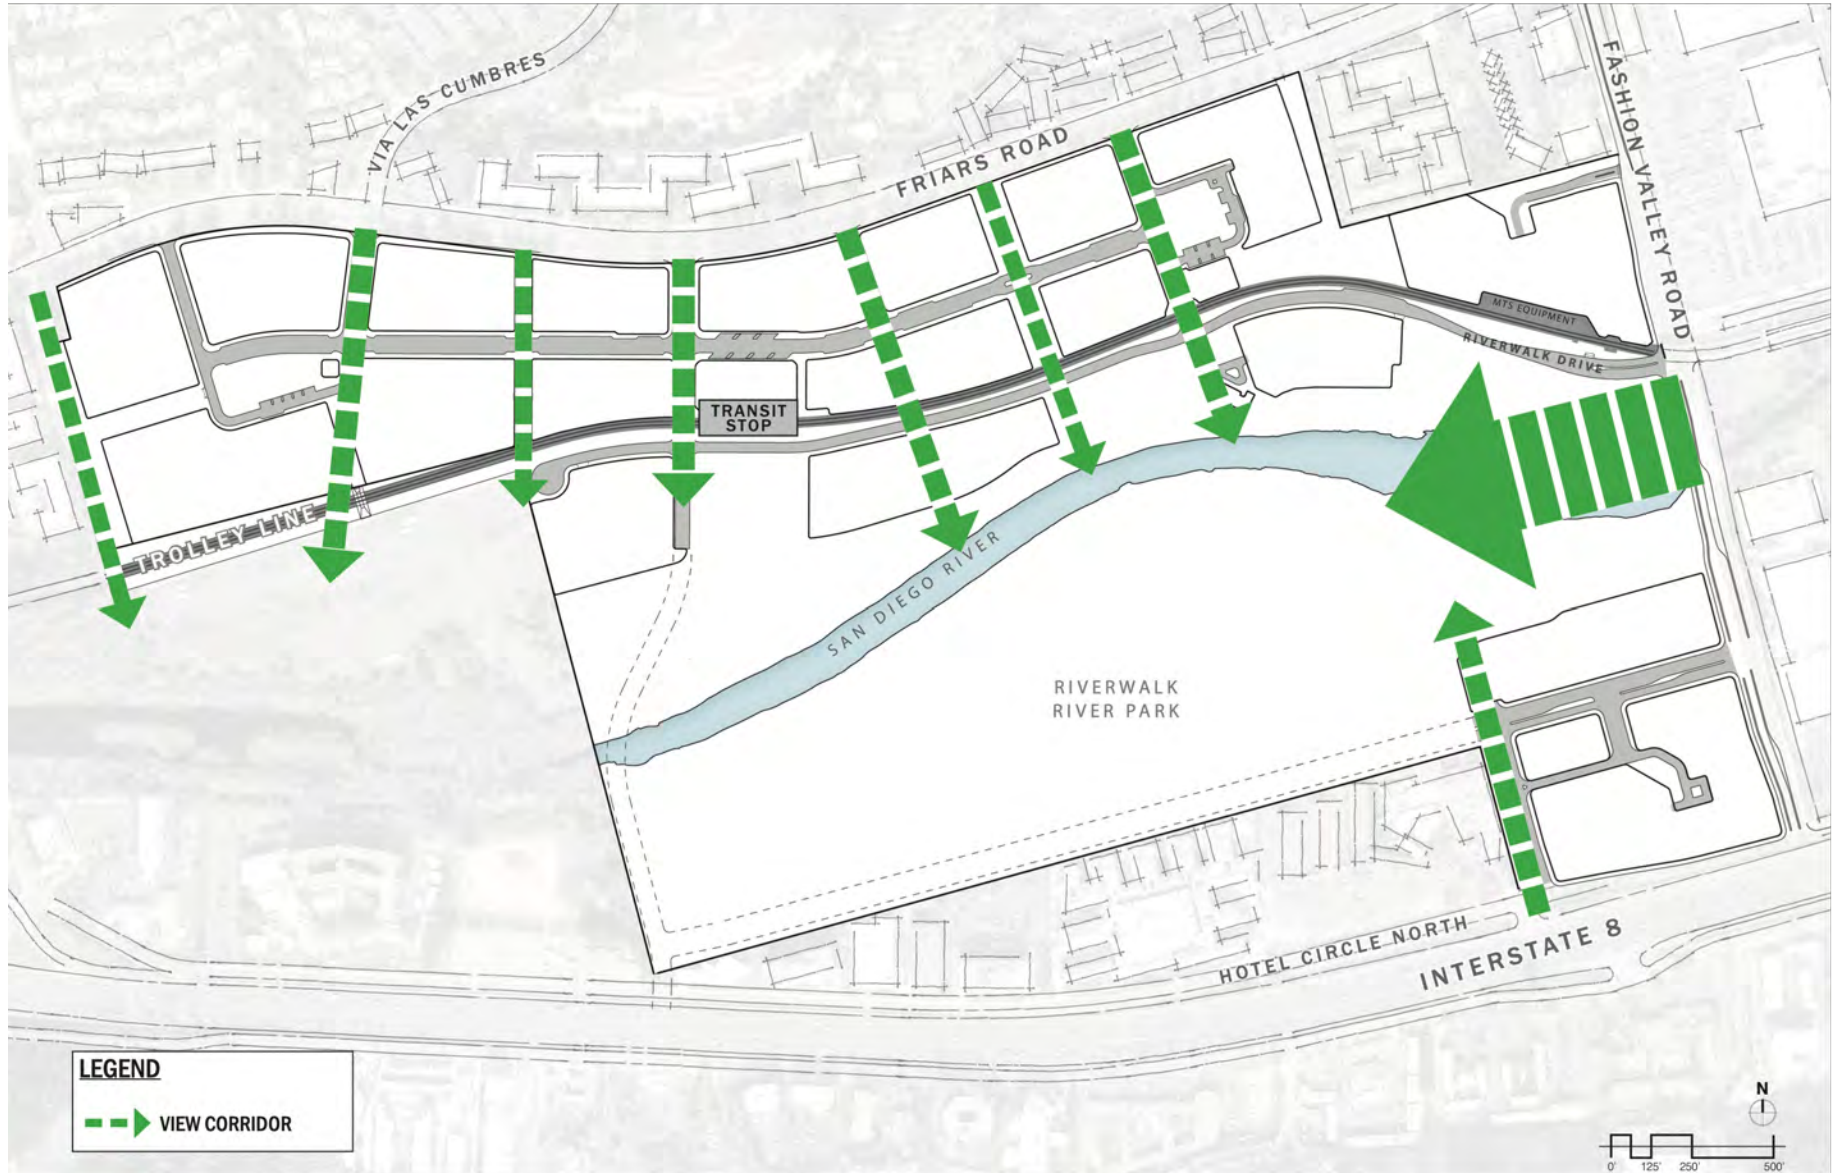 VIA LAS CUMBRES
FRIARS ROAD
FASHION VALLEY ROAD
MTS EQUIPMENT
RIVERWALK DRIVE
TRANSIT
STOP
TROLLEY LINE
SAN DIEGO RIVER
RIVERWALK
RIVER PARK
HOTEL CIRCLE NORTH
INTERSTATE 8
LEGEND
VIEW CORRIDOR
N
0' 125' 250' 500'